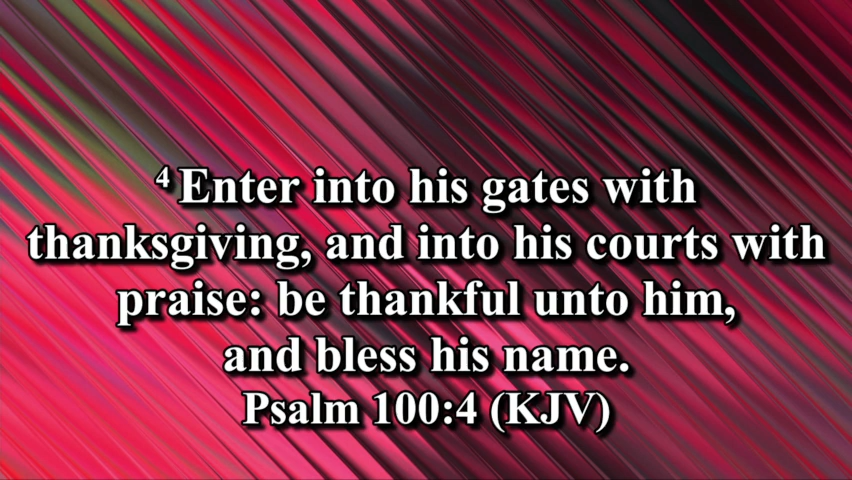 4 Enter into his gates with
thanksgiving, and into his courts with
praise: be thankful unto him,
and bless his name.
Psalm 100:4 (KJV)